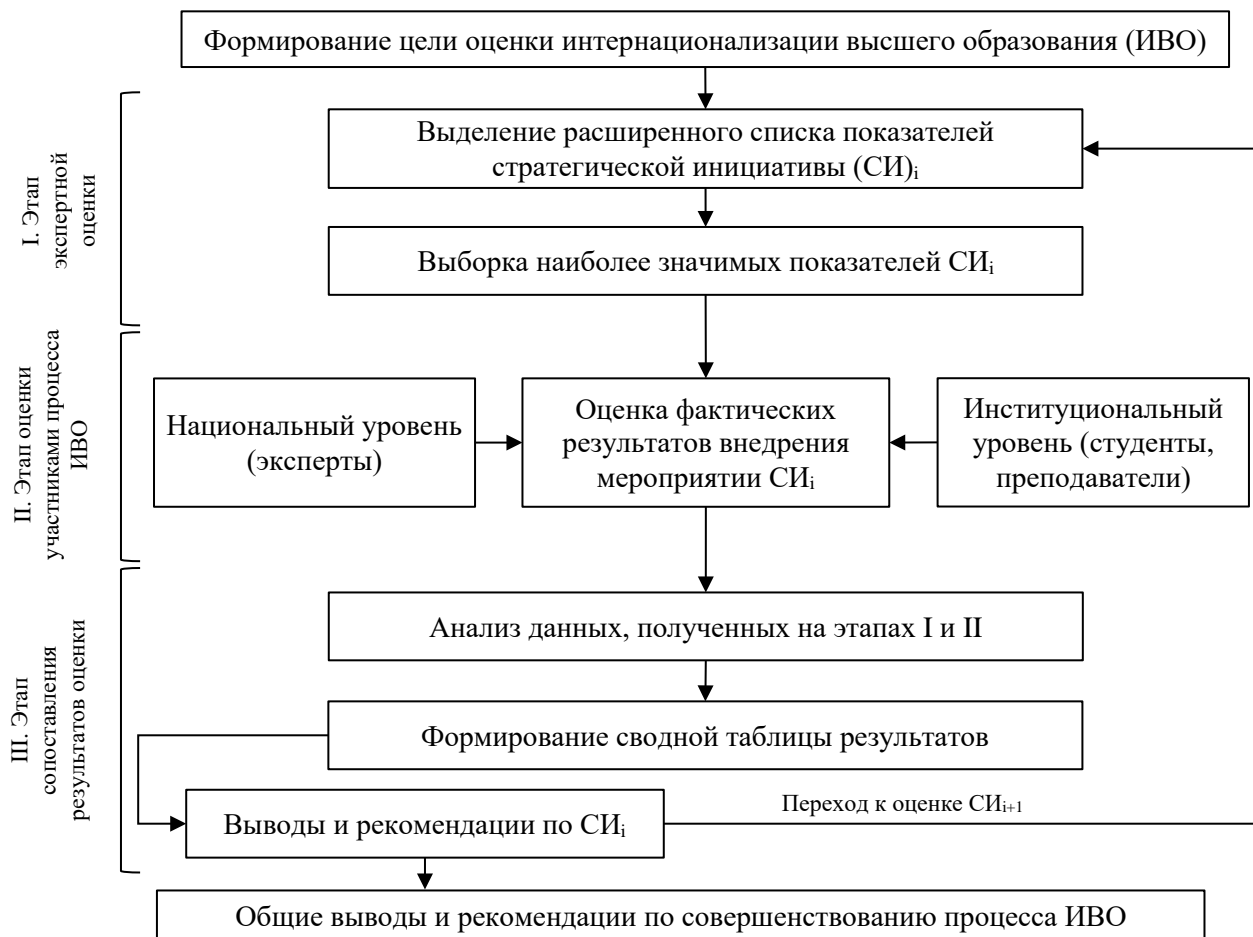 Формирование цели оценки интернационализации высшего образования (ИВО)
I. Этап
экспертной
оценки
Выделение расширенного списка показателей
стратегической инициативы (СИ)i
Выборка наиболее значимых показателей СИi
II. Этап оценки
участниками процесса
ИВО
Национальный уровень
(эксперты)
Оценка фактических
результатов внедрения
мероприятии СИi
Институциональный
уровень (студенты,
преподаватели)
III. Этап
сопоставления
результатов оценки
Анализ данных, полученных на этапах I и II
Формирование сводной таблицы результатов
Выводы и рекомендации по СИi
Переход к оценке СИi+1
Общие выводы и рекомендации по совершенствованию процесса ИВО